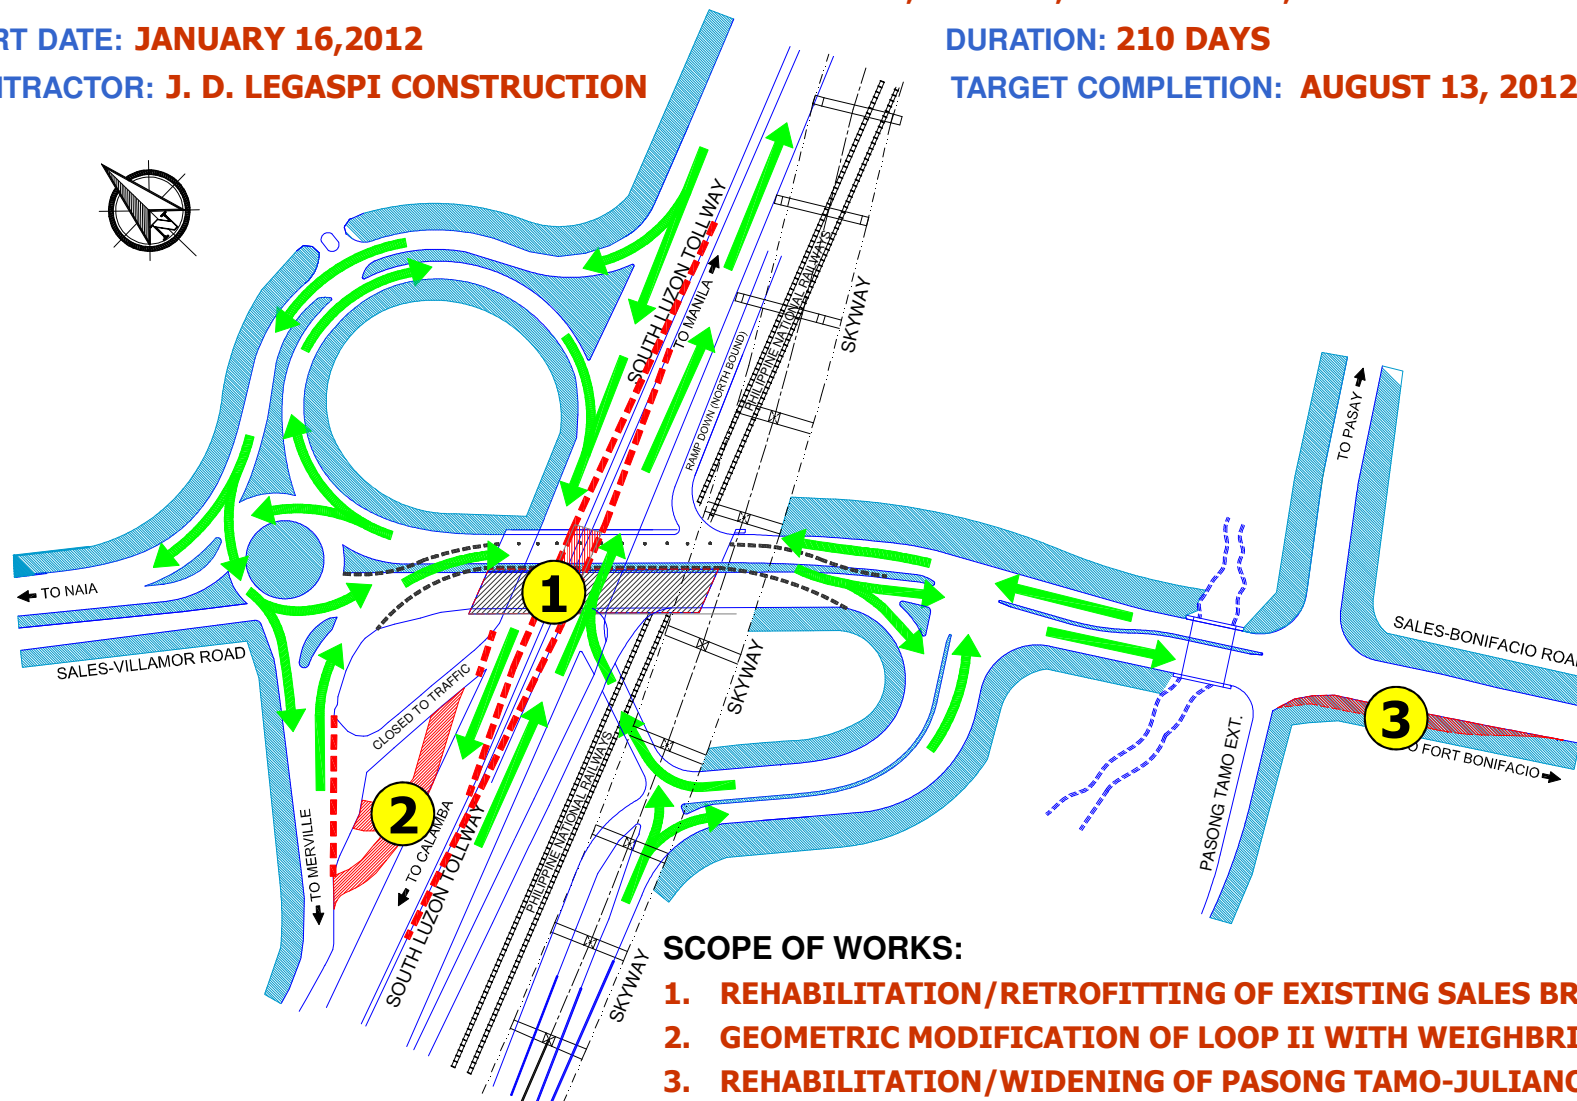 RT DATE: JANUARY 16,2012
DURATION: 210 DAYS
NTRACTOR: J. D. LEGASPI CONSTRUCTION
TARGET COMPLETION: AUGUST 13, 2012
N
SOUTH LUZON TOLLWAY
TO MANILA
RAMP DOWN (NORTH BOUND)
PHILIPPINE NATIONAL RAILWAYS
SKYWAY
TO PASAY
TO NAIA
SALES-VILLAMOR ROAD
1
CLOSED TO TRAFFIC
SKYWAY
SALES-BONIFACIO ROA
3
O FORT BONIFACIO
PASONG TAMO EXT.
2
TO CALAMBA
TO MERVILLE
SOUTH LUZON TOLLWAY
PHILIPPINE NATIONAL RAILWAYS
SKYWAY
SCOPE OF WORKS:
1. REHABILITATION/RETROFITTING OF EXISTING SALES BR
2. GEOMETRIC MODIFICATION OF LOOP II WITH WEIGHBRI
3. REHABILITATION/WIDENING OF PASONG TAMO-JULIANO